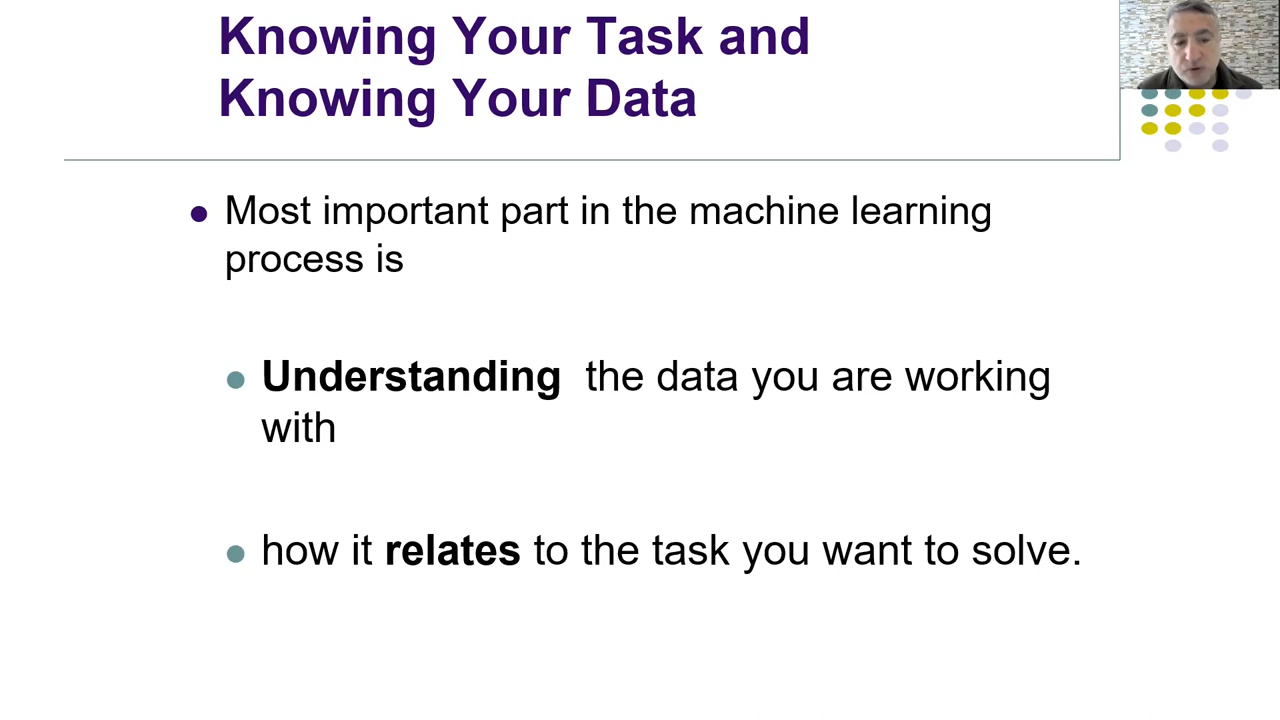 Knowing Your Task and
Knowing Your Data
Most important part in the machine learning
process is
Understanding the data you are working
with
how it relates to the task you want to solve.